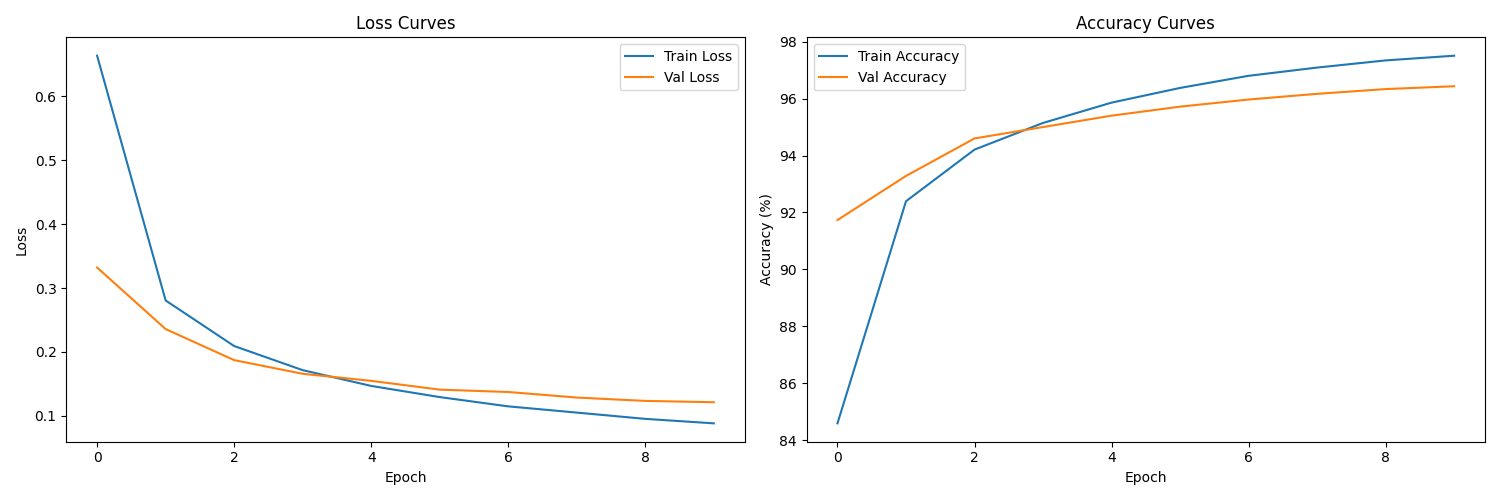 Loss Curves
Train Loss
Val Loss
Loss
0.6
0.5
0.4
0.3
0.2
0.1
0 2 4 6 8
Epoch
Accuracy Curves
Train Accuracy
Val Accuracy
Accuracy (%)
98
96
94
92
90
88
86
84
0 2 4 6 8
Epoch